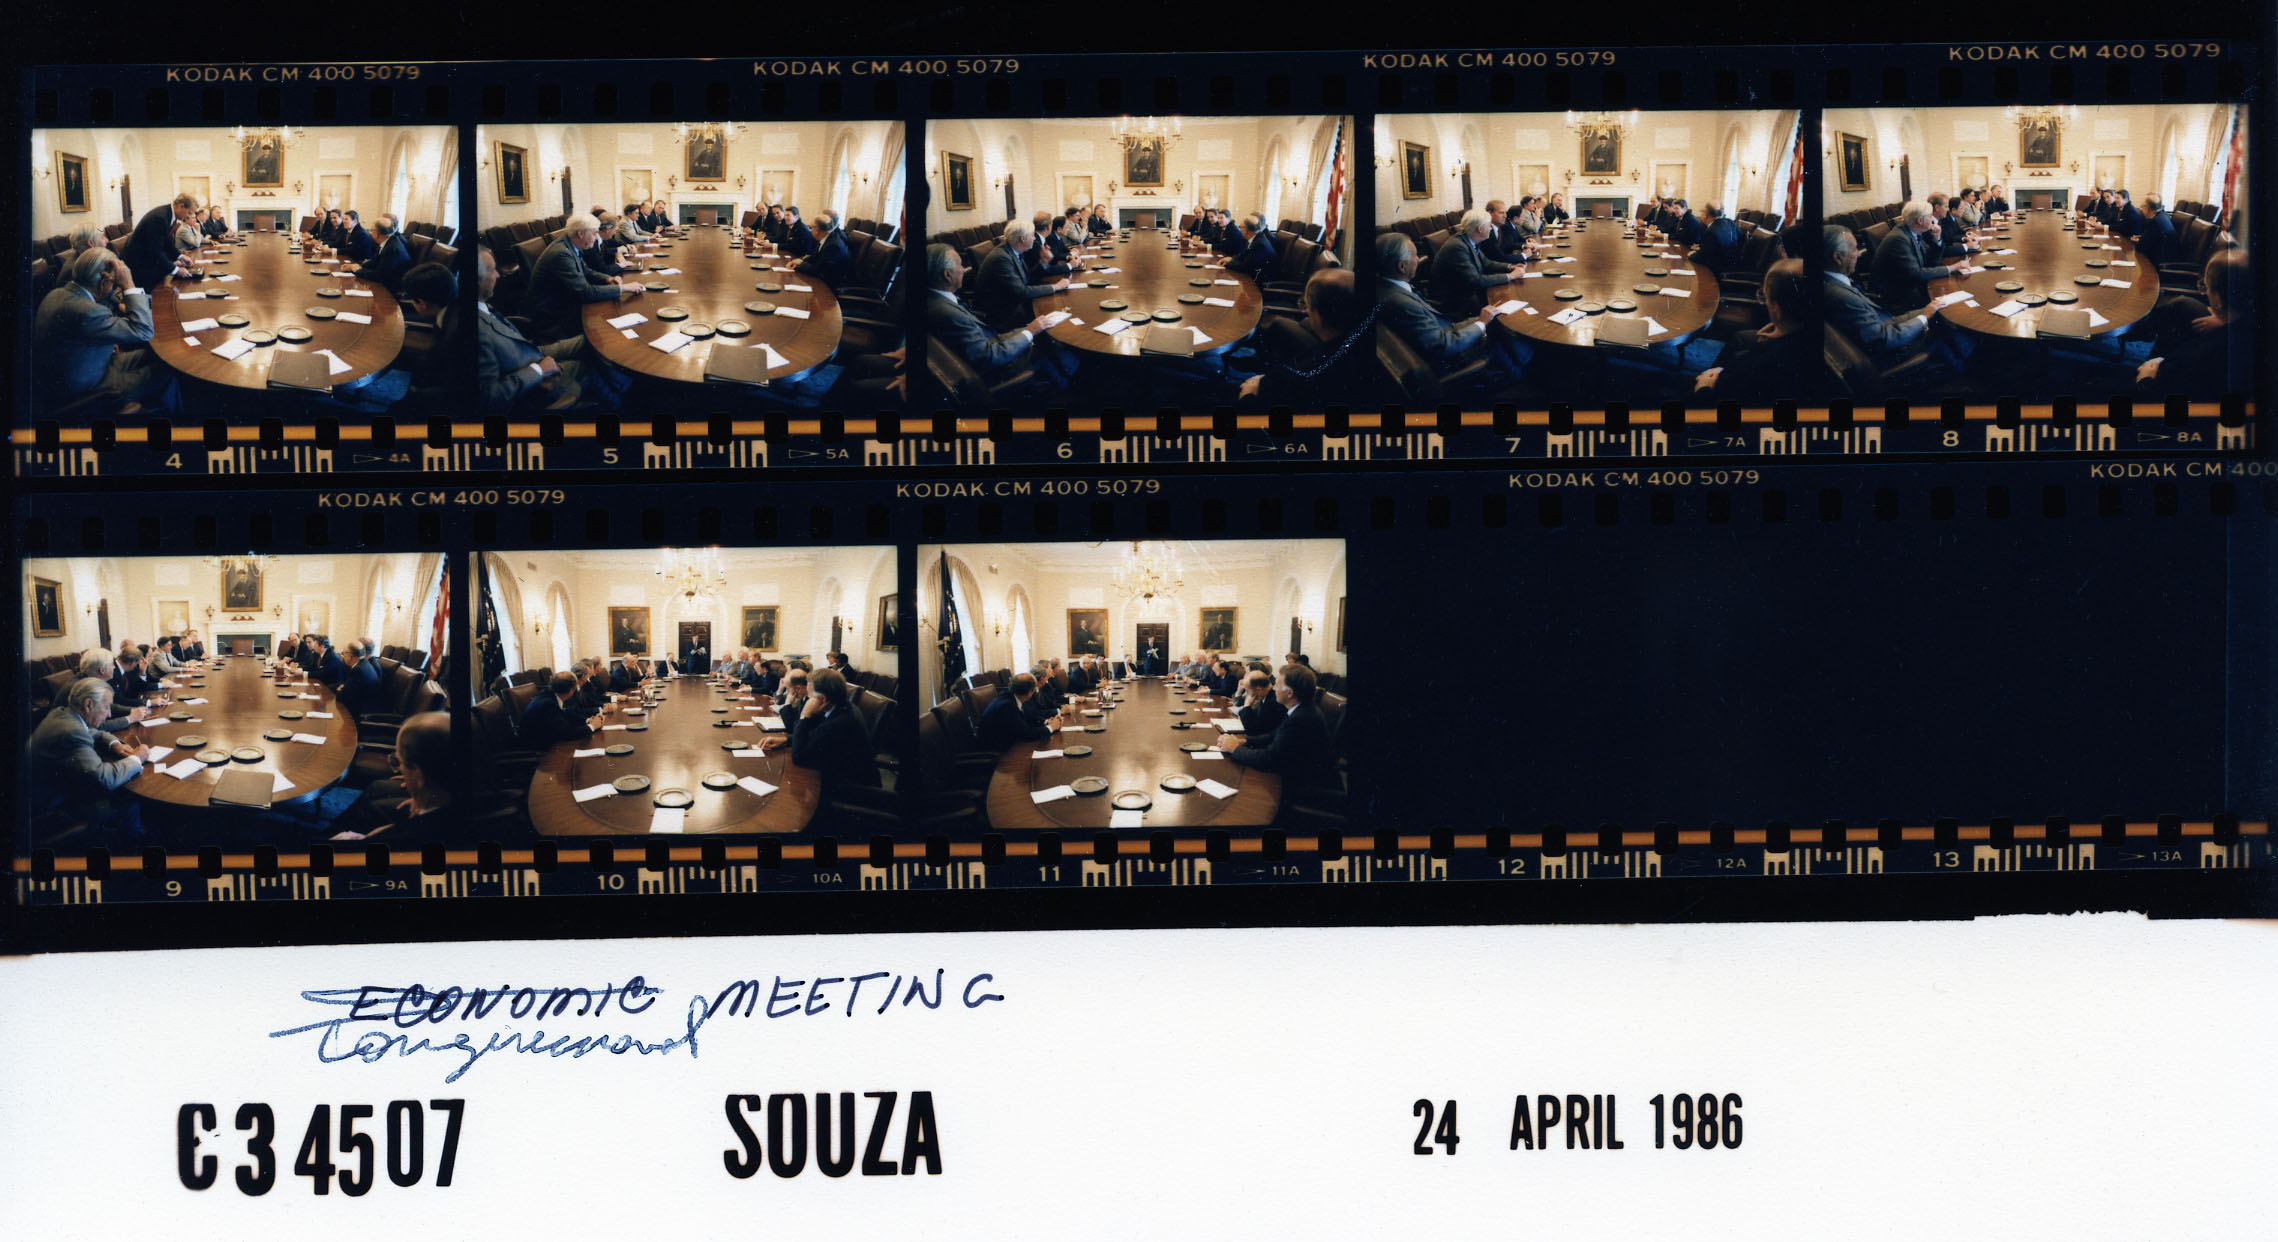 KODAK CM 400 5079 KODAK CM 400 5079 KODAK CM 400 5079 KODAK CM 400 5079
4 4A 5 5A 6 6A 7 7A 8 8A
KODAK CM 400 5079 KODAK CM 400 5079 KODAK CM 400 5079 KODAK CM 400
9 9A 10 10A 11 11A 12 12A 13 13A
ECONOMIC MEETING
Congressional
C34507 SOUZA 24 APRIL 1986